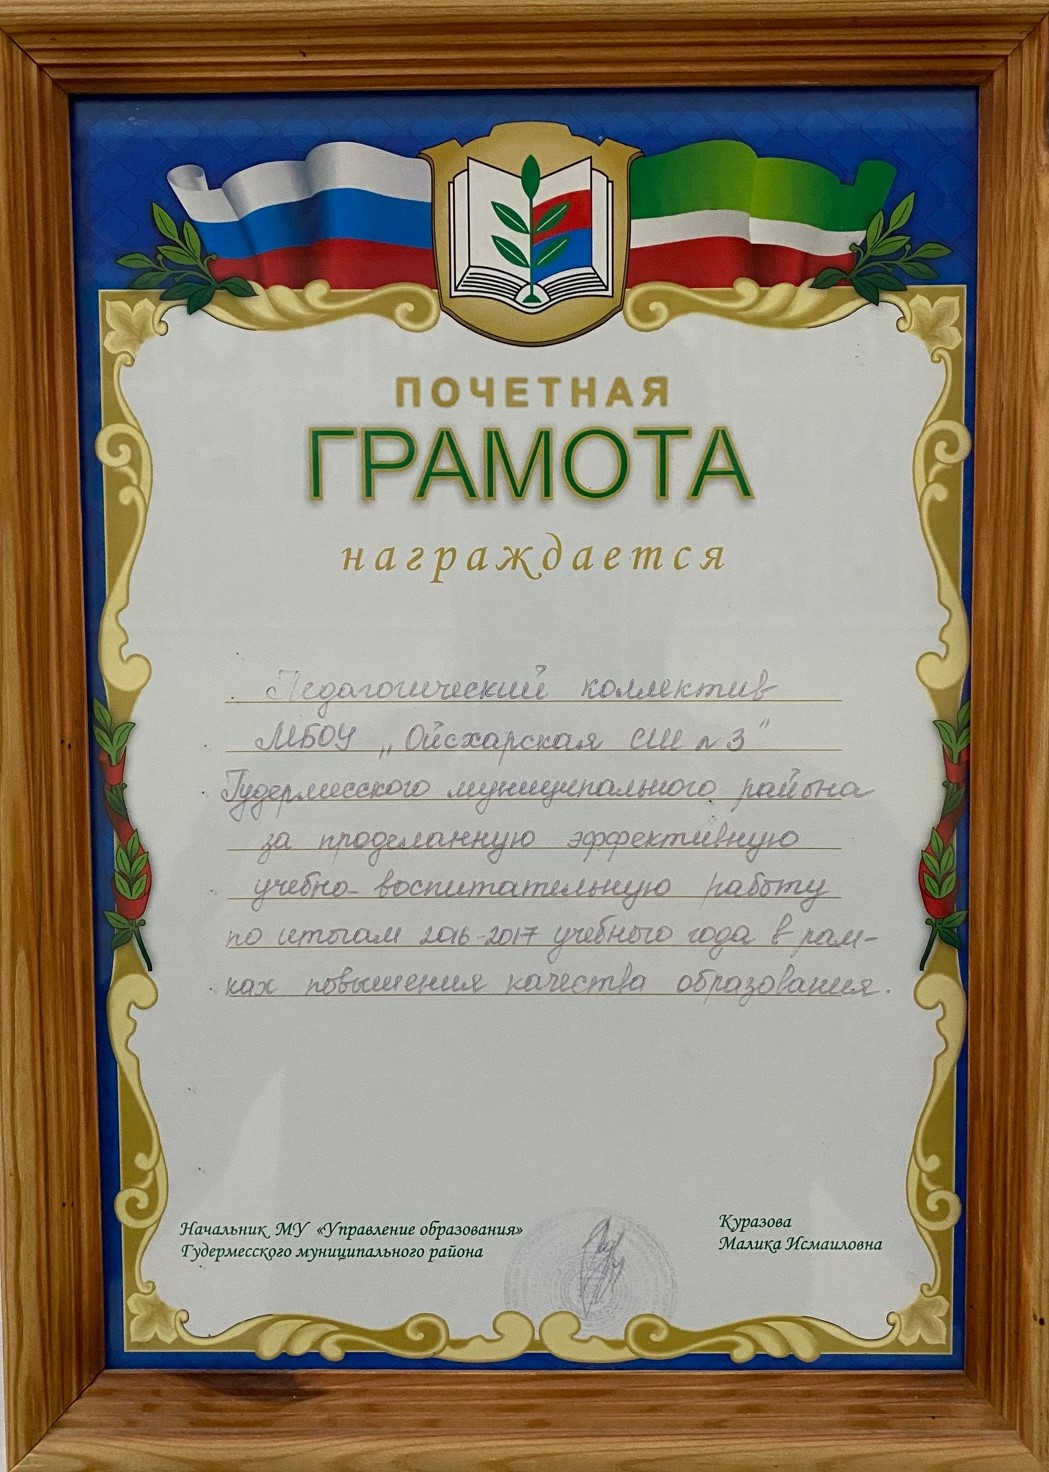 ПОЧЕТНАЯ
ГРАМОТА
награждается
Педагогический коллектив
МБОУ „Ойсхарская СШ №3"
Гудермесского муниципального района
за проделанную эффективную
учебно-воспитательную работу
по итогам 2016-2017 учебного года в рам-
ках повышения качества образования.
Начальник МУ «Управление образования»
Гудермесского муниципального района
Куразова
Малика Исмаиловна